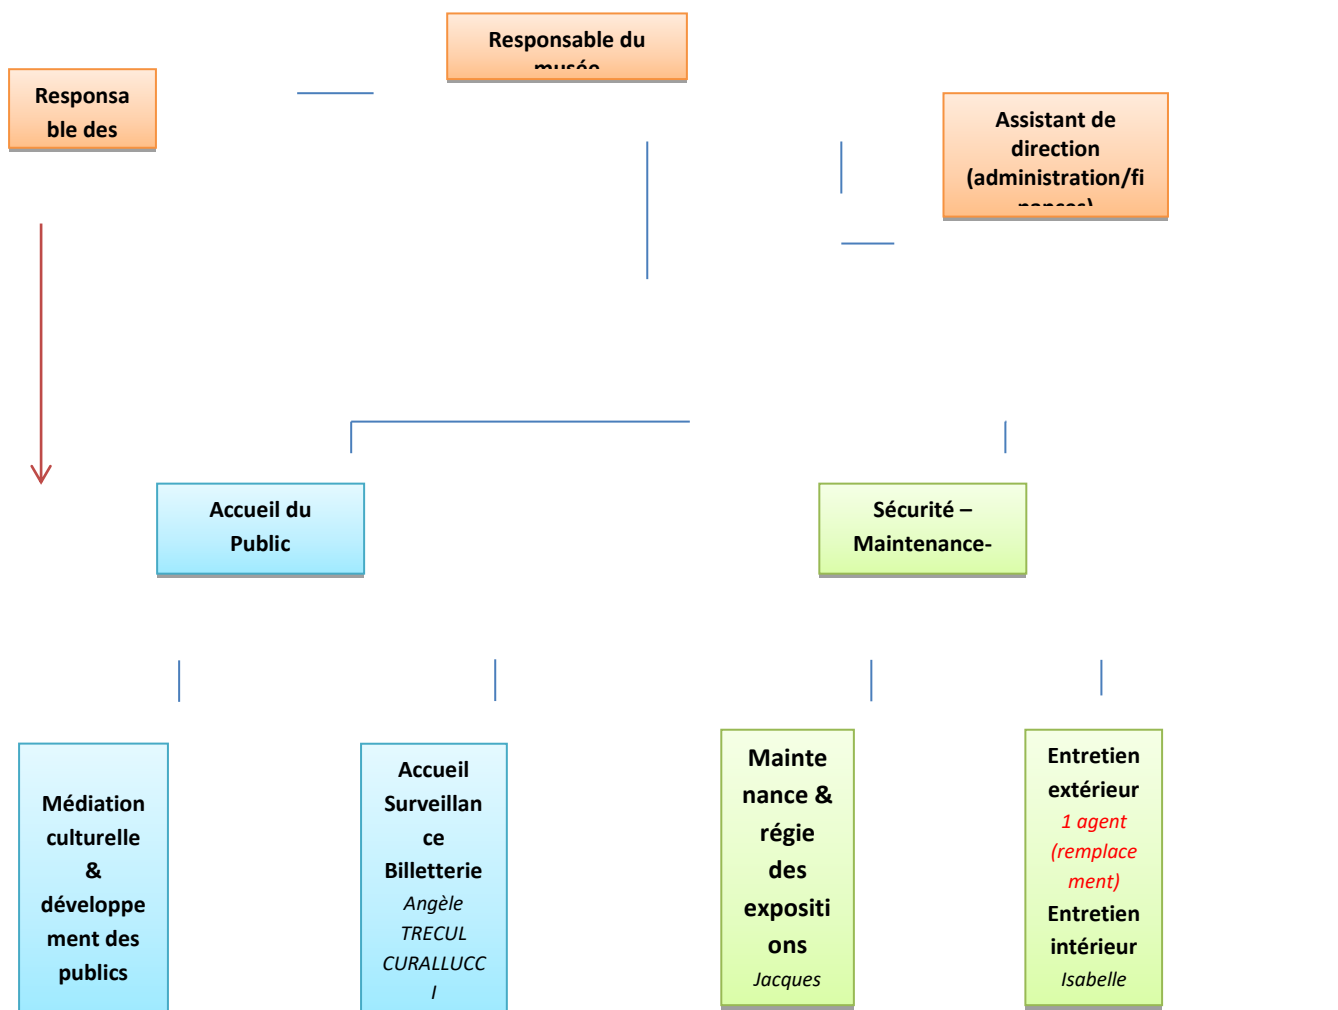 Responsable du
musée
Responsa
ble des
Assistant de
direction
(administration/fi
nances)
Accueil du
Public
Sécurité –
Maintenance-
Médiation
culturelle
&
développe
ment des
publics
Accueil
Surveillan
ce
Billetterie
Angèle
TRECUL
CURALLUCC
I
Mainte
nance &
régie
des
expositi
ons
Jacques
Entretien
extérieur
1 agent
(remplace
ment)
Entretien
intérieur
Isabelle